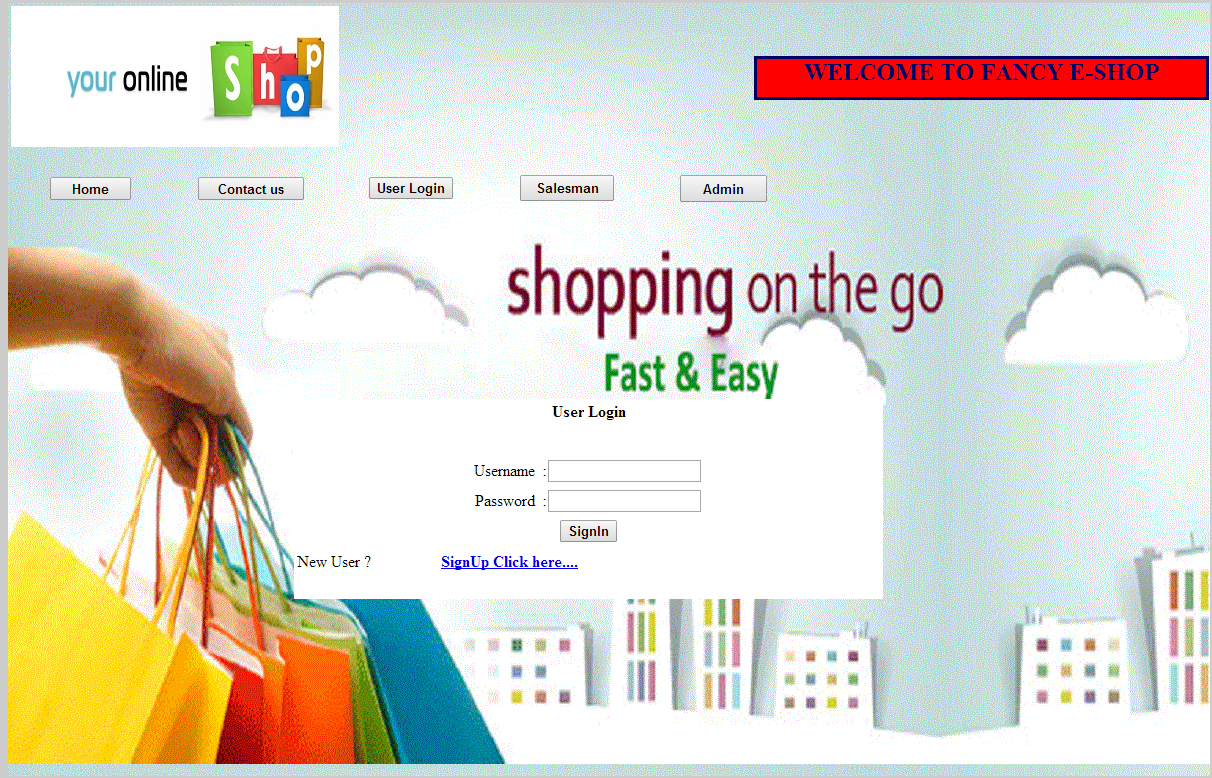 your online Shop
WELCOME TO FANCY E-SHOP
Home Contact us User Login Salesman Admin
shopping on the go
Fast & Easy
User Login
Username :
Password :
SignIn
New User ? SignUp Click here....